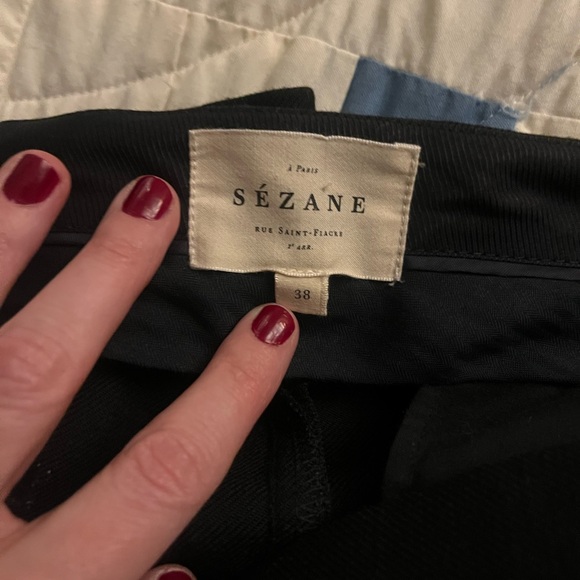 À PARIS
SÉZANE
RUE SAINT-FIACRE
2e ARR.
38